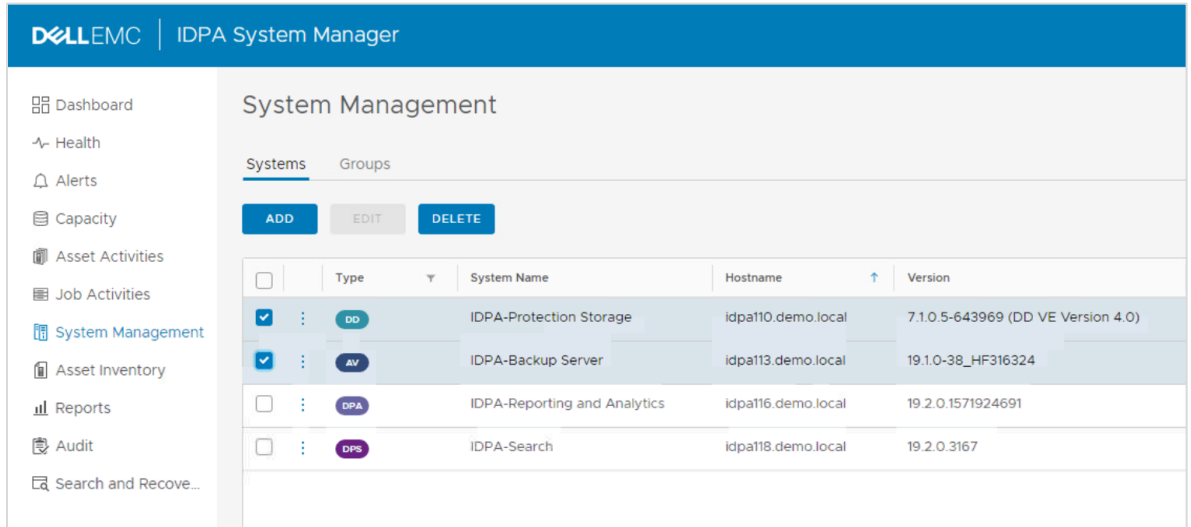 DELLEMC | IDPA System Manager
Dashboard
Health
Alerts
Capacity
Asset Activities
Job Activities
System Management
Asset Inventory
Reports
Audit
Search and Recove...
System Management
Systems Groups
ADD EDIT DELETE
Type System Name Hostname Version
DD IDPA-Protection Storage idpa110.demo.local 7.1.0.5-643969 (DD VE Version 4.0)
AV IDPA-Backup Server idpa113.demo.local 19.1.0-38_HF316324
DPA IDPA-Reporting and Analytics idpa116.demo.local 19.2.0.1571924691
DPS IDPA-Search idpa118.demo.local 19.2.0.3167